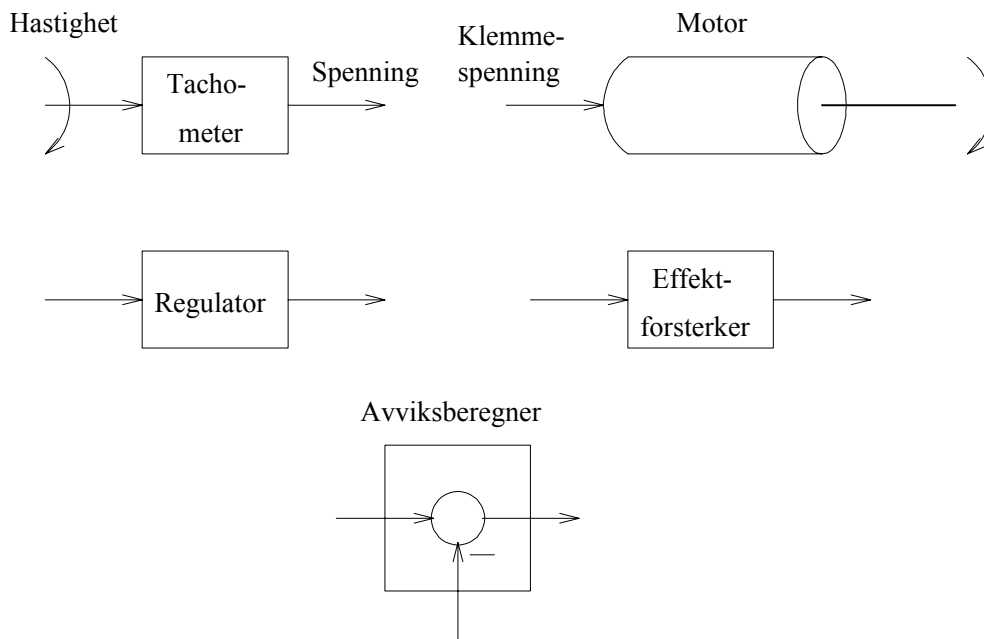 Hastighet
Tacho-
meter
Spenning
Klemme-
spenning
Motor
Regulator
Effekt-
forsterker
Avviksberegner